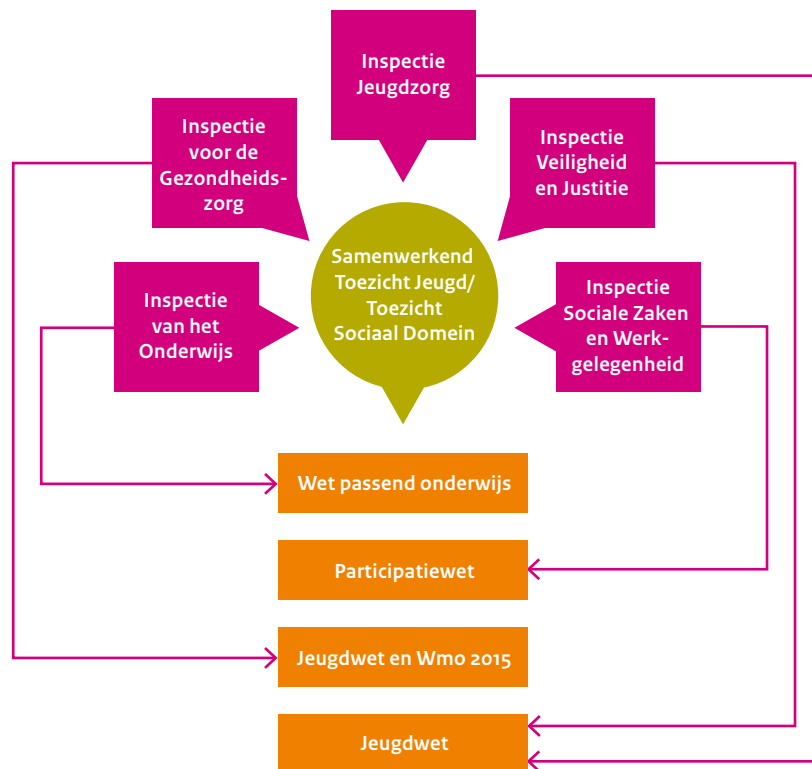 Inspectie
Jeugdzorg
Inspectie
voor de
Gezondheids-
zorg
Inspectie
Veiligheid
en Justitie
Samenwerkend
Toezicht Jeugd/
Toezicht
Sociaal Domein
Inspectie
van het
Onderwijs
Inspectie
Sociale Zaken
en Werk-
gelegenheid
Wet passend onderwijs
Participatiewet
Jeugdwet en Wmo 2015
Jeugdwet